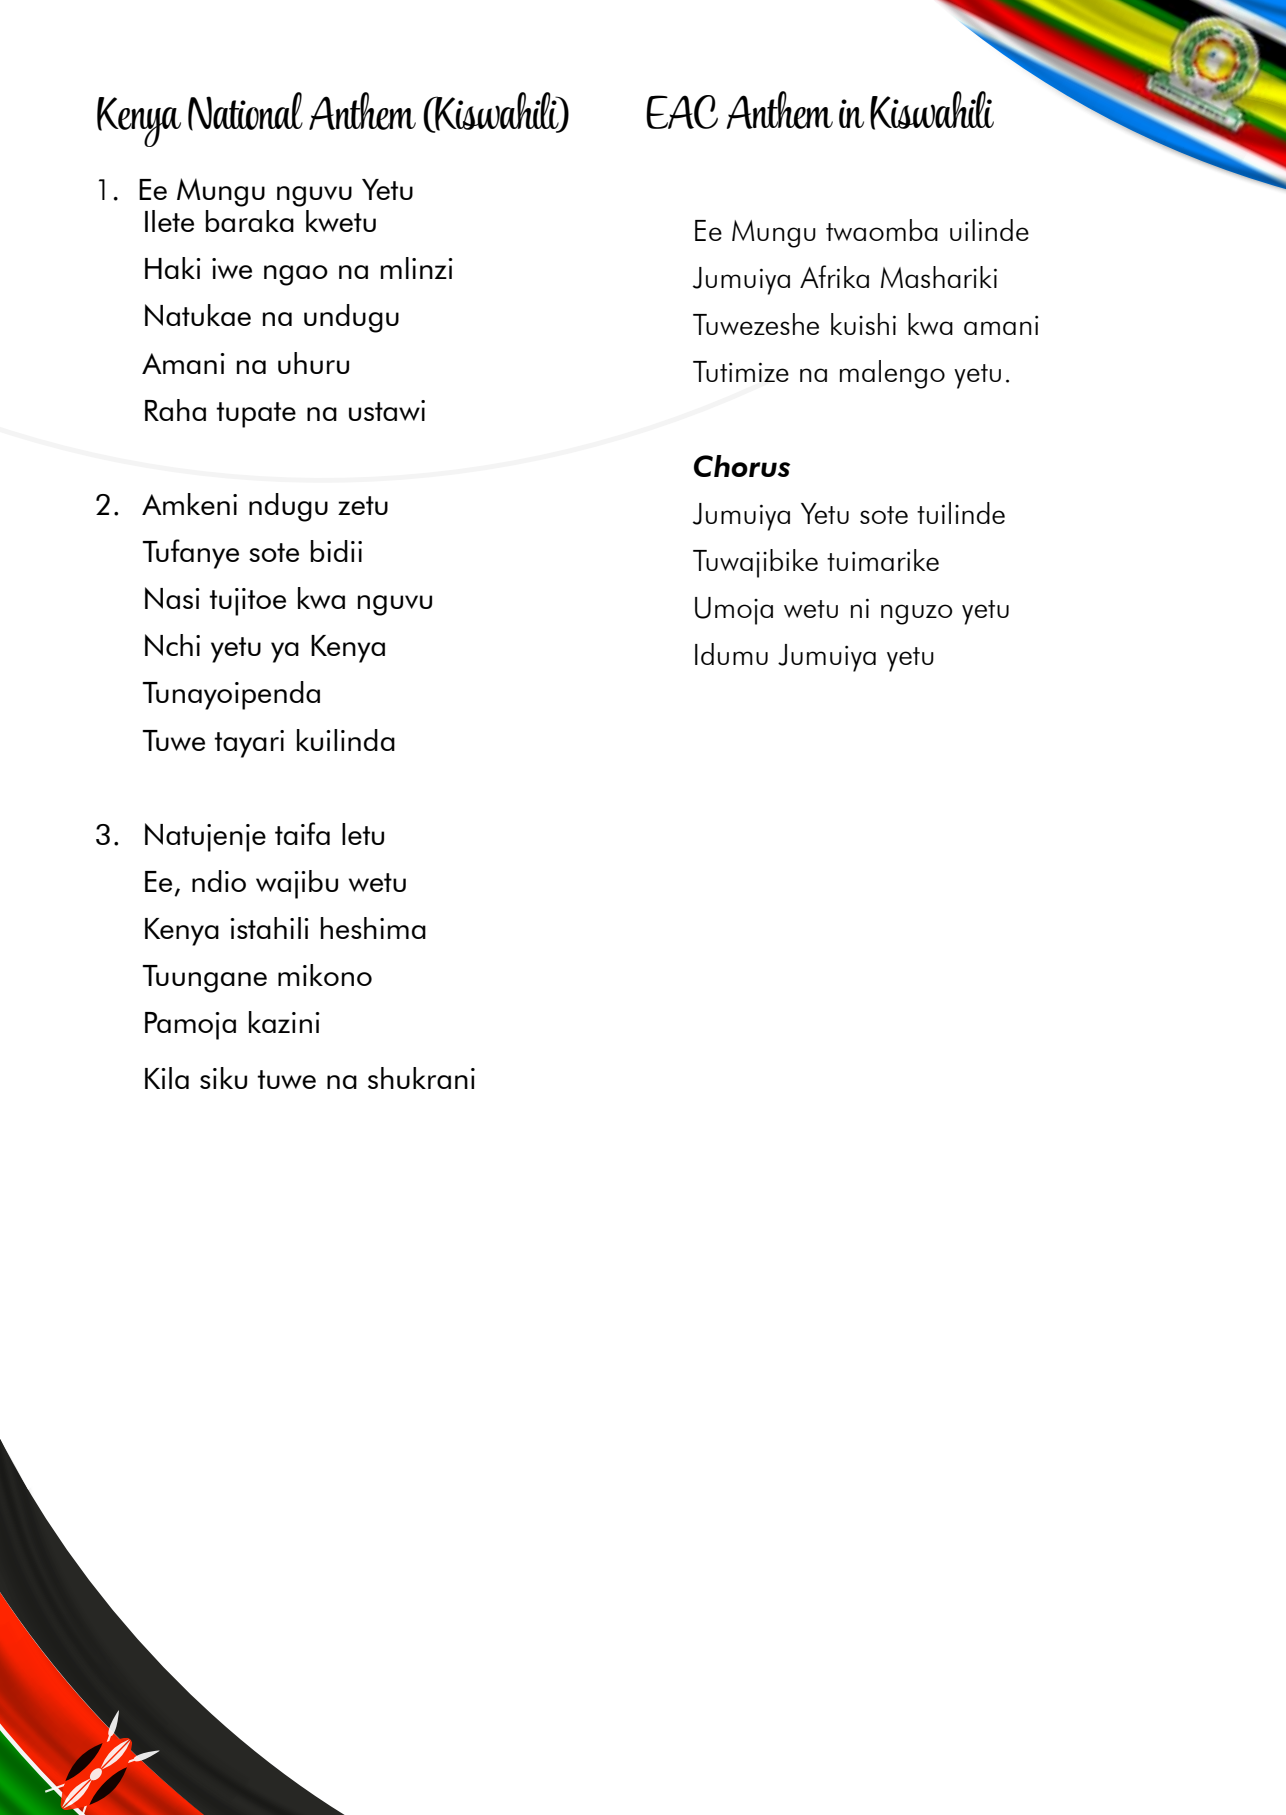 Kenya National Anthem (Kiswahili)
1. Ee Mungu nguvu Yetu
Ilete baraka kwetu
Haki iwe ngao na mlinzi
Natukae na undugu
Amani na uhuru
Raha tupate na ustawi
2. Amkeni ndugu zetu
Tufanye sote bidii
Nasi tujitoe kwa nguvu
Nchi yetu ya Kenya
Tunayoipenda
Tuwe tayari kuilinda
3. Natujenje taifa letu
Ee, ndio wajibu wetu
Kenya istahili heshima
Tuungane mikono
Pamoja kazini
Kila siku tuwe na shukrani
EAC Anthem in Kiswahili
Ee Mungu twaomba uilinde
Jumuiya Afrika Mashariki
Tuwezeshe kuishi kwa amani
Tutimize na malengo yetu.
Chorus
Jumuiya Yetu sote tuilinde
Tuwajibike tuimarike
Umoja wetu ni nguzo yetu
Idumu Jumuiya yetu